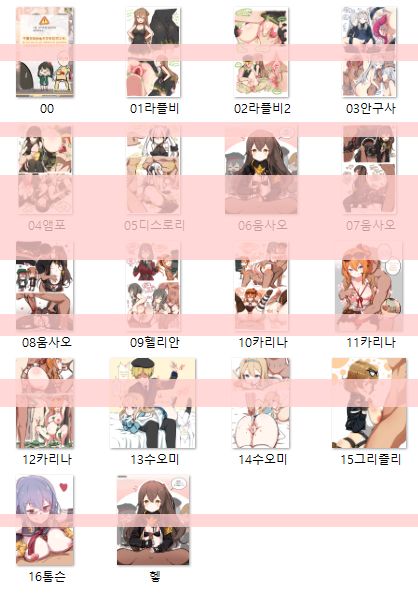 00
01라플비
02라플비2
03안구사
04앰포
05디스로리
06움사오
07움사오
08움사오
09헬리안
10카리나
11카리나
12카리나
13수오미
14수오미
15그리즐리
16톰슨
헿